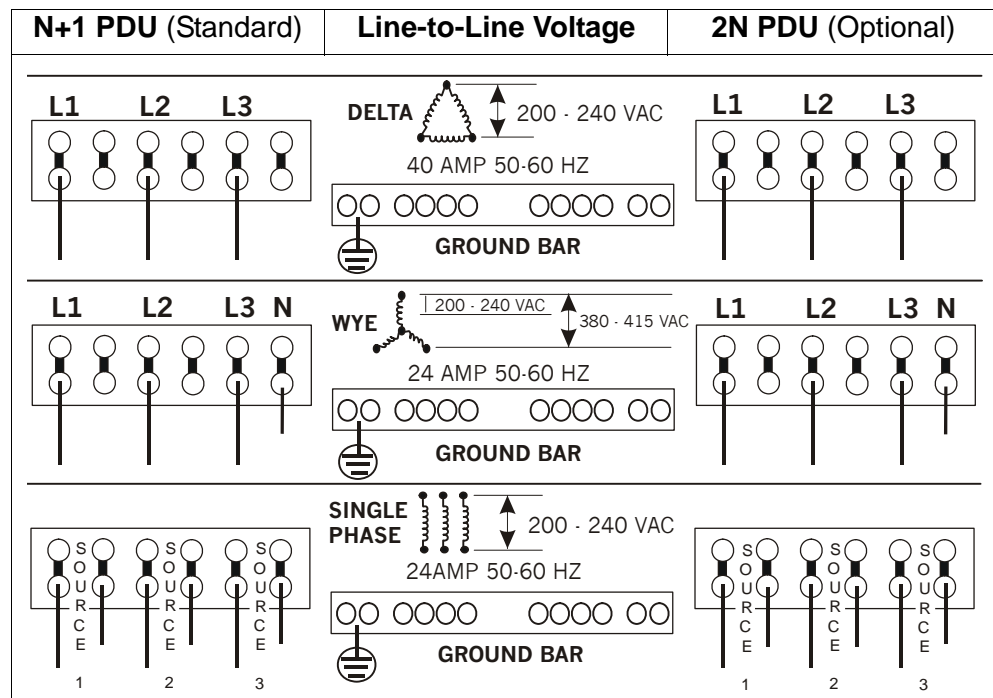 N+1 PDU (Standard) Line-to-Line Voltage 2N PDU (Optional)
L1 L2 L3
DELTA 200 - 240 VAC
40 AMP 50-60 HZ
GROUND BAR
L1 L2 L3
L1 L2 L3 N
WYE 200 - 240 VAC
380 - 415 VAC
24 AMP 50-60 HZ
GROUND BAR
L1 L2 L3 N
SOURCE SOURCE SOURCE
1 2 3
SINGLE
PHASE 200 - 240 VAC
24AMP 50-60 HZ
GROUND BAR
SOURCE SOURCE SOURCE
1 2 3